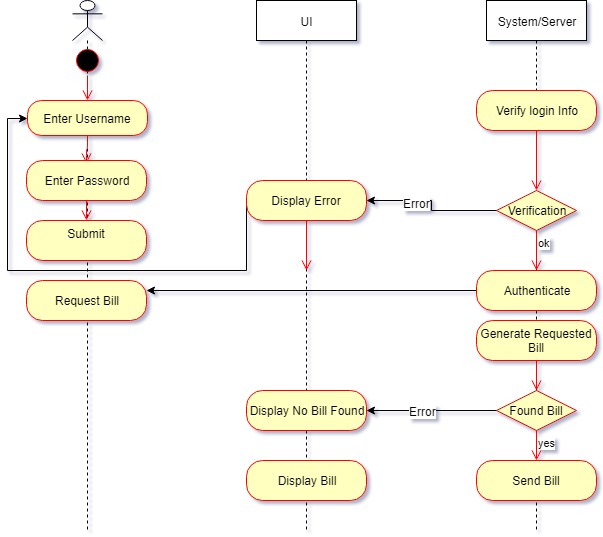 UI
System/Server
Enter Username
Verify login Info
Enter Password
Display Error
Error
Verification
Submit
ok
Request Bill
Authenticate
Generate Requested
Bill
Display No Bill Found
Error
Found Bill
yes
Display Bill
Send Bill